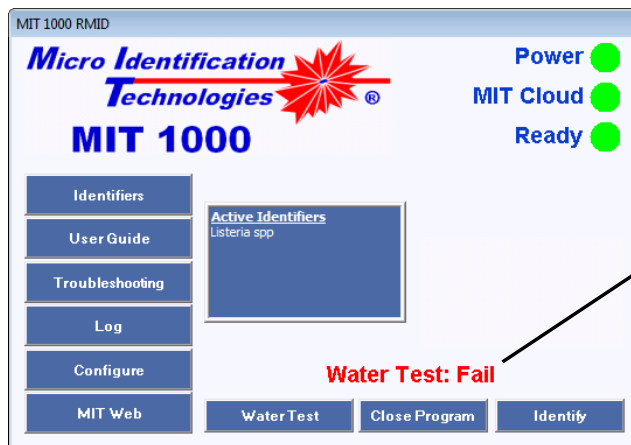 MIT 1000 RMID
Micro Identification
Technologies ®
MIT 1000
Power
MIT Cloud
Ready
Identifiers
User Guide
Troubleshooting
Log
Configure
MIT Web
Active Identifiers
Listeria spp
Water Test: Fail
Water Test
Close Program
Identify